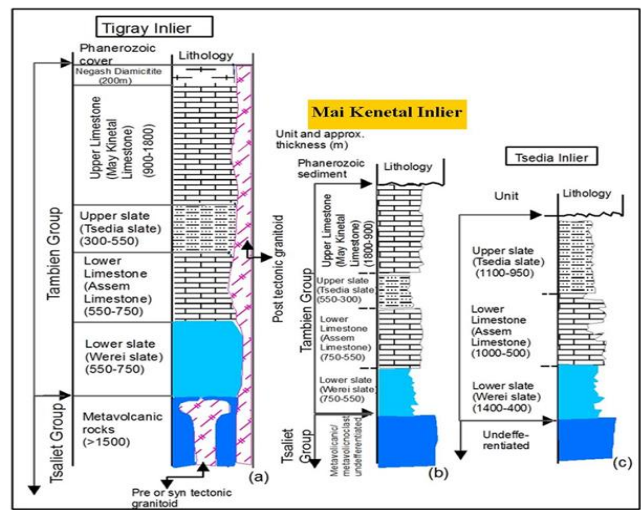 Tigray Inlier
Phanerozoic
cover
Lithology
Negash Diamicitite
(200m)
Upper Limestone
(May Kinetal
Limestone)
(900-1800)
Upper slate
(Tsedia slate)
(300-550)
Lower
Limestone
(Assem
Limestone)
(550-750)
Lower slate
(Werei slate)
(550-750)
Metavolcanic
rocks
(>1500)
Tambien Group
Tsaliet Group
Post tectonic granitoid
Pre or syn tectonic
granitoid
(a)
Mai Kenetal Inlier
Unit and approx.
thickness (m)
Phanerozoic
sediment
Lithology
Upper Limestone
(May Kenetal
Limestone)
(1800-900)
Upper slate
(Tsedia slate)
(550-300)
Lower
Limestone
(Assem
Limestone)
(750-550)
Lower slate
(Werei slate)
(750-550)
Tambien Group
Tsaliet
Group
Metavolcanic/
metavolcnoclast
undefferentiated
(b)
Tsedia Inlier
Unit
Lithology
Upper slate
(Tsedia slate)
(1100-950)
Lower
Limestone
(Assem
Limestone)
(1000-500)
Lower slate
(Werei slate)
(1400-400)
Undeffe-
rentiated
(c)